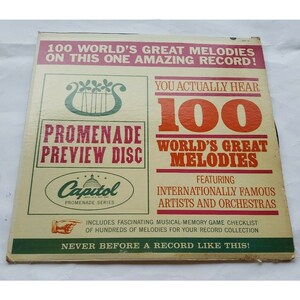 100 WORLD'S GREAT MELODIES
ON THIS ONE AMAZING RECORD!
PROMENADE
PREVIEW DISC
Capitol
PROMENADE SERIES
YOU ACTUALLY HEAR
100
WORLD'S GREAT
MELODIES
FEATURING
INTERNATIONALLY FAMOUS
ARTISTS AND ORCHESTRAS
INCLUDES FASCINATING MUSICAL-MEMORY GAME CHECKLIST
OF HUNDREDS OF MELODIES FOR YOUR RECORD COLLECTION
NEVER BEFORE A RECORD LIKE THIS!